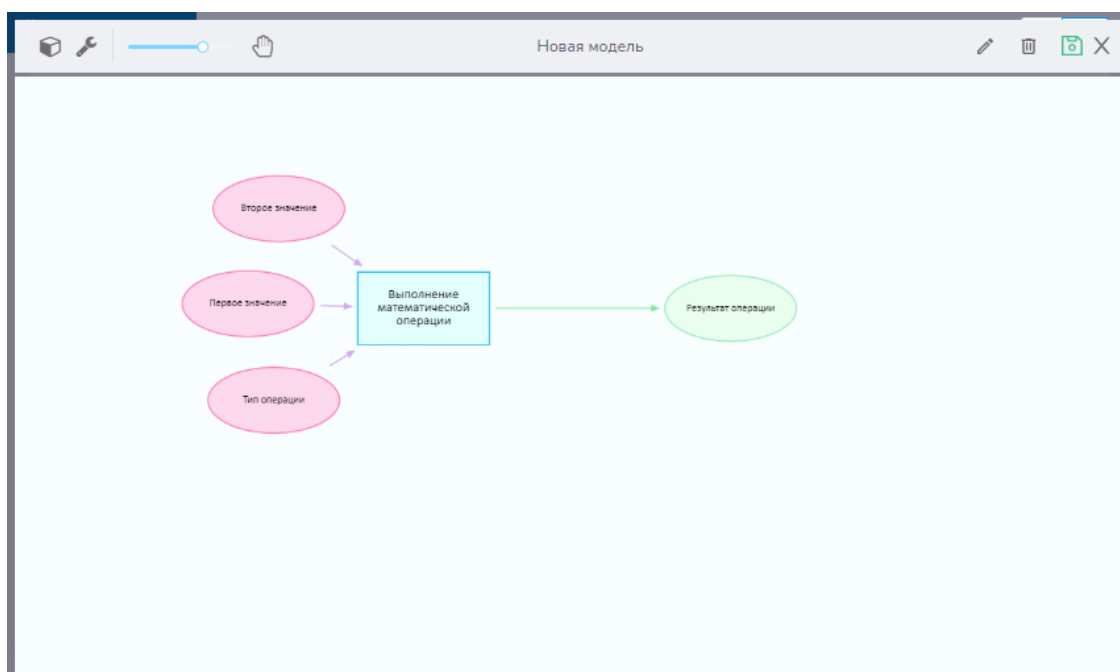 Новая модель
Второе значение
Первое значение
Выполнение
математической
операции
Результат операции
Тип операции